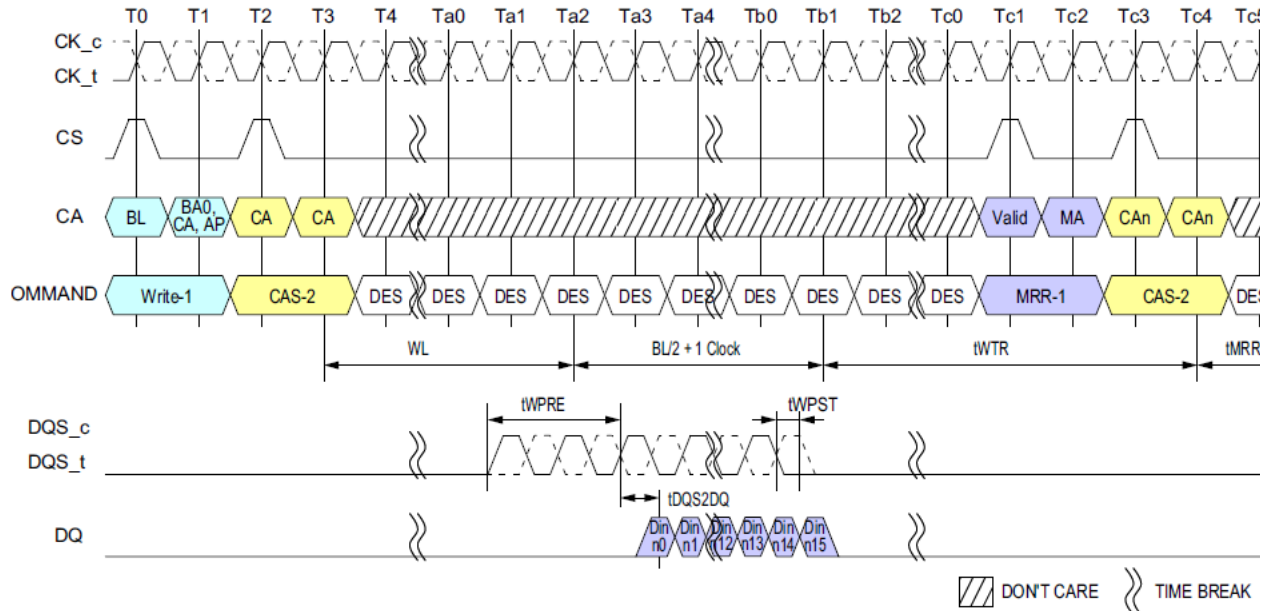 T0 T1 T2 T3 T4 Ta0 Ta1 Ta2 Ta3 Ta4 Tb0 Tb1 Tb2 Tc0 Tc1 Tc2 Tc3 Tc4 Tc5
CK_c
CK_t
CS
CA BL BA0, CA, AP CA CA Valid MA CAn CAn
OMMAND Write-1 CAS-2 DES DES DES DES DES DES DES DES DES DES MRR-1 CAS-2 DES
WL BL/2 + 1 Clock tWTR tMRR
tWPRE tWPST
DQS_c
DQS_t
tDQS2DQ
DQ Din n0 Din n1 Din n12 Din n13 Din n14 Din n15
DON'T CARE TIME BREAK